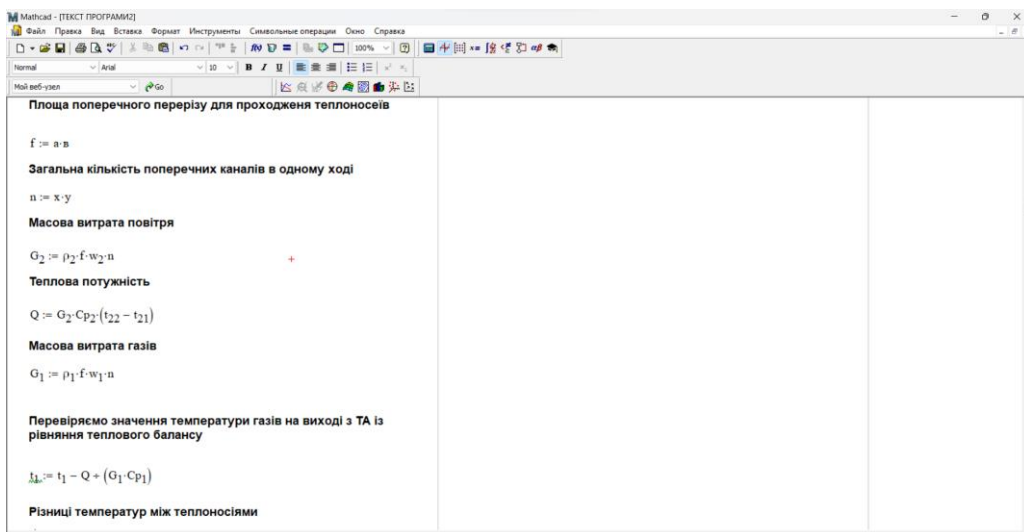 Mathcad - [ТЕКСТ ПРОГРАМИ2]
Файл Правка Вид Вставка Формат Инструменты Символьные операции Окно Справка
100%
Normal Arial 10 B I U
Мой веб-узел Go
Площа поперечного перерізу для проходженя теплоносеїв
f := a·в
Загальна кількість поперечних каналів в одному ході
n := x·y
Масова витрата повітря
G2 := ρ2·f·w2·n
Теплова потужність
Q := G2·Cp2·(t22 − t21)
Масова витрата газів
G1 := ρ1·f·w1·n
Перевіряємо значення температури газів на виході з ТА із
рівняння теплового балансу
t1 := t1 − Q ÷ (G1·Cp1)
Різниці температур між теплоносіями